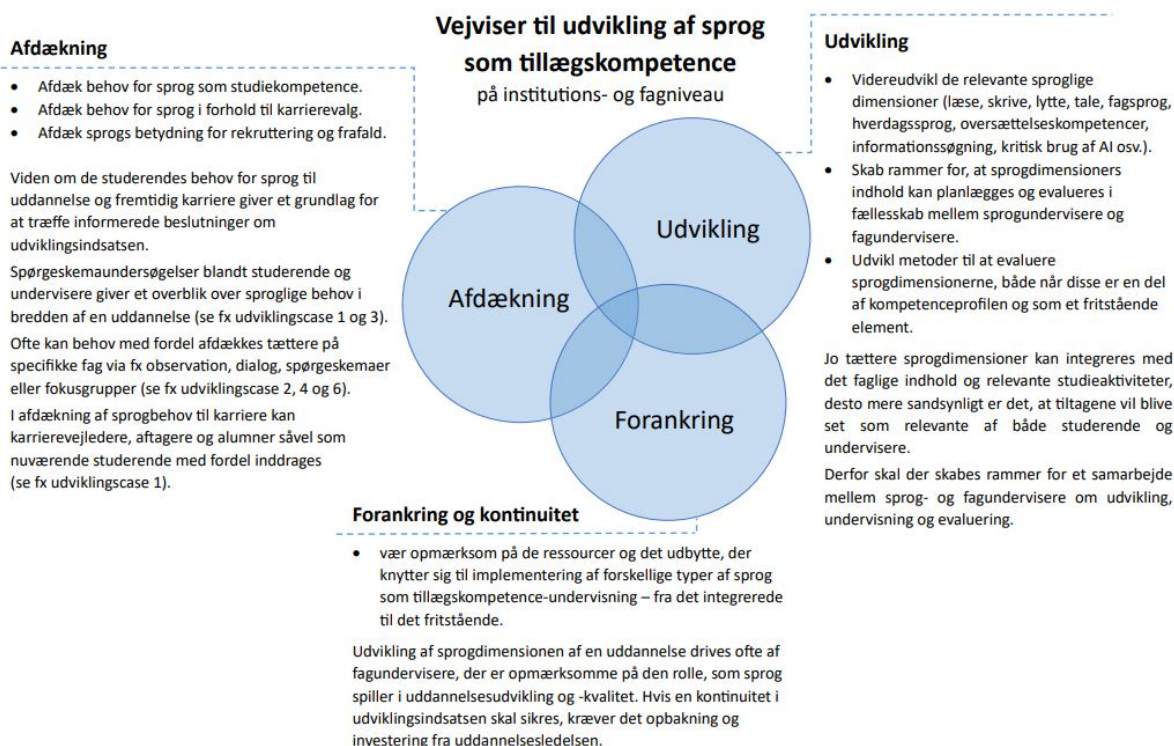 Vejviser til udvikling af sprog
som tillægskompetence
på institutions- og fagniveau
Afdækning
• Afdæk behov for sprog som studiekompetence.
• Afdæk behov for sprog i forhold til karrierevalg.
• Afdæk sprogs betydning for rekruttering og frafald.
Viden om de studerendes behov for sprog til
uddannelse og fremtidig karriere giver et grundlag for
at træffe informerede beslutninger om
udviklingsindsatsen.
Spørgeskemaundersøgelser blandt studerende og
undervisere giver et overblik over sproglige behov i
bredden af en uddannelse (se fx udviklingscase 1 og 3).
Ofte kan behov med fordel afdækkes tættere på
specifikke fag via fx observation, dialog, spørgeskemaer
eller fokusgrupper (se fx udviklingscase 2, 4 og 6).
I afdækning af sprogbehov til karriere kan
karrierevejledere, aftagere og alumner såvel som
nuværende studerende med fordel inddrages
(se fx udviklingscase 1).
Udvikling
Afdækning
Forankring
Udvikling
• Videreudvikl de relevante sproglige
dimensioner (læse, skrive, lytte, tale, fagsprog,
hverdagssprog, oversættelseskompetencer,
informationssøgning, kritisk brug af AI osv.).
• Skab rammer for, at sprogdimensioners
indhold kan planlægges og evalueres i
fællesskab mellem sprogundervisere og
fagundervisere.
• Udvikl metoder til at evaluere
sprogdimensionerne, både når disse er en del
af kompetenceprofilen og som et fritstående
element.
Jo tættere sprogdimensioner kan integreres med
det faglige indhold og relevante studieaktiviteter,
desto mere sandsynligt er det, at tiltagene vil blive
set som relevante af både studerende og
undervisere.
Derfor skal der skabes rammer for et samarbejde
mellem sprog- og fagundervisere om udvikling,
undervisning og evaluering.
Forankring og kontinuitet
• vær opmærksom på de ressourcer og det udbytte, der
knytter sig til implementering af forskellige typer af sprog
som tillægskompetence-undervisning – fra det integrerede
til det fritstående.
Udvikling af sprogdimensionen af en uddannelse drives ofte af
fagundervisere, der er opmærksomme på den rolle, som sprog
spiller i uddannelsesudvikling og -kvalitet. Hvis en kontinuitet i
udviklingsindsatsen skal sikres, kræver det opbakning og
investering fra uddannelsesledelsen.